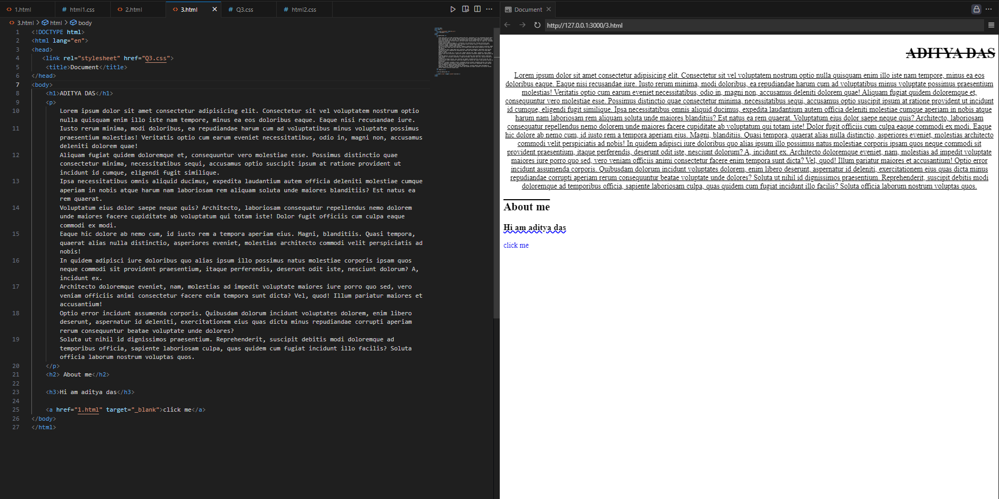 1.html
html1.css
2.html
3.html
Q3.css
html2.css
3.html > html > body
1 <!DOCTYPE html>
2 <html lang="en">
3 <head>
4 <link rel="stylesheet" href="Q3.css">
5 <title>Document</title>
6 </head>
7 <body>
8 <h1>ADITYA DAS</h1>
9 <p>
10 Lorem ipsum dolor sit amet consectetur adipisicing elit. Consectetur sit vel voluptatem nostrum optio
nulla quisquam enim illo iste nam tempore, minus ea eos doloribus eaque. Eaque nisi recusandae iure.
11 Iusto rerum minima, modi doloribus, ea repudiandae harum cum ad voluptatibus minus voluptate possimus
praesentium molestias! Veritatis optio cum earum eveniet necessitatibus, odio in, magni non, accusamus
deleniti dolorem quae!
12 Aliquam fugiat quidem doloremque et, consequuntur vero molestiae esse. Possimus distinctio quae
consectetur minima, necessitatibus sequi, accusamus optio suscipit ipsum at ratione provident ut
incidunt id cumque, eligendi fugit similique.
13 Ipsa necessitatibus omnis aliquid ducimus, expedita laudantium autem officia deleniti molestiae cumque
aperiam in nobis atque harum nam laboriosam rem aliquam soluta unde maiores blanditiis? Est natus ea
rem quaerat.
14 Voluptatum eius dolor saepe neque quis? Architecto, laboriosam consequatur repellendus nemo dolorem
unde maiores facere cupiditate ab voluptatum qui totam iste! Dolor fugit officiis cum culpa eaque
commodi ex modi.
15 Eaque hic dolore ab nemo cum, id iusto rem a tempora aperiam eius. Magni, blanditiis. Quasi tempora,
quaerat alias nulla distinctio, asperiores eveniet, molestias architecto commodi velit perspiciatis ad
nobis!
16 In quidem adipisci iure doloribus quo alias ipsum illo possimus natus molestiae corporis ipsam quos
neque commodi sit provident praesentium, itaque perferendis, deserunt odit iste, nesciunt dolorum? A,
incidunt ex.
17 Architecto doloremque eveniet, nam, molestias ad impedit voluptate maiores iure porro quo sed, vero
veniam officiis animi consectetur facere enim tempora sunt dicta? Vel, quod! Illum pariatur maiores et
accusantium!
18 Optio error incidunt assumenda corporis. Quibusdam dolorum incidunt voluptates dolorem, enim libero
deserunt, aspernatur id deleniti, exercitationem eius quas dicta minus repudiandae corrupti aperiam
rerum consequuntur beatae voluptate unde dolores?
19 Soluta ut nihil id dignissimos praesentium. Reprehenderit, suscipit debitis modi doloremque ad
temporibus officia, sapiente laboriosam culpa, quas quidem cum fugiat incidunt illo facilis? Soluta
officia laborum nostrum voluptas quos.
20 </p>
21 <h2> About me</h2>
22
23 <h3>Hi am aditya das</h3>
24
25 <a href="1.html" target="_blank">click me</a>
26 </body>
27 </html>
Document
http://127.0.0.1:3000/3.html
ADITYA DAS
Lorem ipsum dolor sit amet consectetur adipisicing elit. Consectetur sit vel voluptatem nostrum optio nulla quisquam enim illo iste nam tempore, minus ea eos
doloribus eaque. Eaque nisi recusandae iure. Iusto rerum minima, modi doloribus, ea repudiandae harum cum ad voluptatibus minus voluptate possimus praesentium
molestias! Veritatis optio cum earum eveniet necessitatibus, odio in, magni non, accusamus deleniti dolorem quae! Aliquam fugiat quidem doloremque et,
consequuntur vero molestiae esse. Possimus distinctio quae consectetur minima, necessitatibus sequi, accusamus optio suscipit ipsum at ratione provident ut incidunt
id cumque, eligendi fugit similique. Ipsa necessitatibus omnis aliquid ducimus, expedita laudantium autem officia deleniti molestiae cumque aperiam in nobis atque
harum nam laboriosam rem aliquam soluta unde maiores blanditiis? Est natus ea rem quaerat. Voluptatum eius dolor saepe neque quis? Architecto, laboriosam
consequatur repellendus nemo dolorem unde maiores facere cupiditate ab voluptatum qui totam iste! Dolor fugit officiis cum culpa eaque commodi ex modi. Eaque
hic dolore ab nemo cum, id iusto rem a tempora aperiam eius. Magni, blanditiis. Quasi tempora, quaerat alias nulla distinctio, asperiores eveniet, molestias architecto
commodi velit perspiciatis ad nobis! In quidem adipisci iure doloribus quo alias ipsum illo possimus natus molestiae corporis ipsam quos neque commodi sit
provident praesentium, itaque perferendis, deserunt odit iste, nesciunt dolorum? A, incidunt ex. Architecto doloremque eveniet, nam, molestias ad impedit voluptate
maiores iure porro quo sed, vero veniam officiis animi consectetur facere enim tempora sunt dicta? Vel, quod! Illum pariatur maiores et accusantium! Optio error
incidunt assumenda corporis. Quibusdam dolorum incidunt voluptates dolorem, enim libero deserunt, aspernatur id deleniti, exercitationem eius quas dicta minus
repudiandae corrupti aperiam rerum consequuntur beatae voluptate unde dolores? Soluta ut nihil id dignissimos praesentium. Reprehenderit, suscipit debitis modi
doloremque ad temporibus officia, sapiente laboriosam culpa, quas quidem cum fugiat incidunt illo facilis? Soluta officia laborum nostrum voluptas quos.
About me
Hi am aditya das
click me